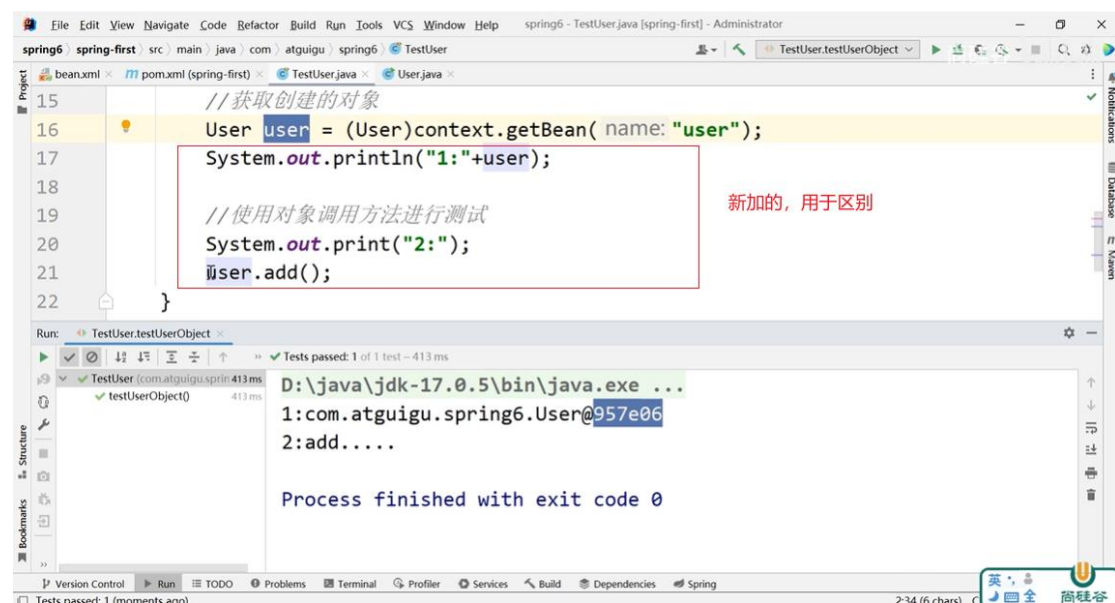 File Edit View Navigate Code Refactor Build Run Tools VCS Window Help spring6 - TestUser.java [spring-first] - Administrator
spring6 spring-first src main java com atguigu spring6 TestUser TestUser.testUserObject
bean.xml pom.xml (spring-first) TestUser.java User.java
Project
Notifications
Database
Maven
15 //获取创建的对象
16 User user = (User)context.getBean( name: "user");
17 System.out.println("1:"+user);
18
19 //使用对象调用方法进行测试
20 System.out.print("2:");
21 user.add();
22 }
新加的，用于区别
Run: TestUser.testUserObject
Tests passed: 1 of 1 test – 413 ms
TestUser (com.atguigu.sprin 413 ms
testUserObject() 413 ms
D:\java\jdk-17.0.5\bin\java.exe ...
1:com.atguigu.spring6.User@957e06
2:add.....
Process finished with exit code 0
Structure
Bookmarks
Version Control Run TODO Problems Terminal Profiler Services Build Dependencies Spring
Tests passed: 1 (moments ago) 2:34 (6 chars)
英 全
尚硅谷